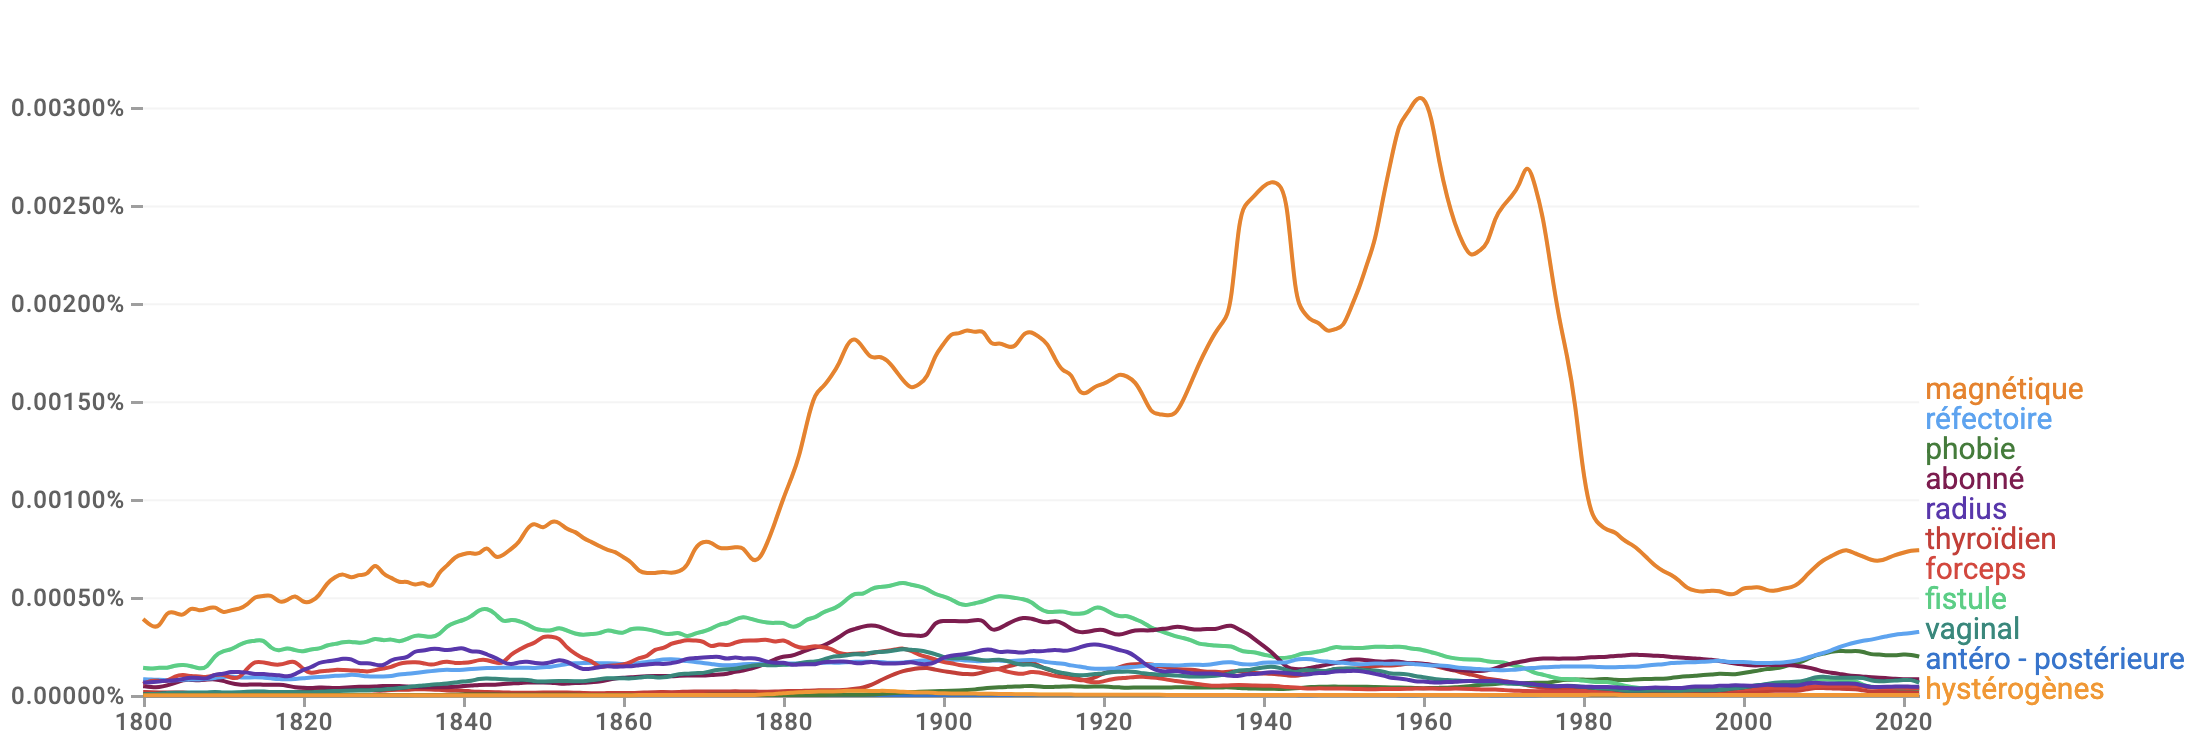 0.00300%
0.00250%
0.00200%
0.00150%
0.00100%
0.00050%
0.00000%
1800 1820 1840 1860 1880 1900 1920 1940 1960 1980 2000 2020
magnétique
réfectoire
phobie
abonné
radius
thyroïdien
forceps
fistule
vaginal
antéro - postérieure
hystérogènes